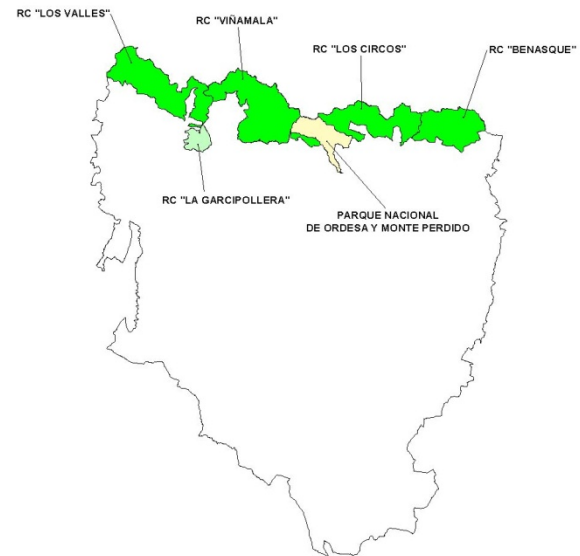 RC "LOS VALLES"
RC "VIÑAMALA"
RC "LOS CIRCOS"
RC "BENASQUE"
RC "LA GARCIPOLLERA"
PARQUE NACIONAL
DE ORDESA Y MONTE PERDIDO